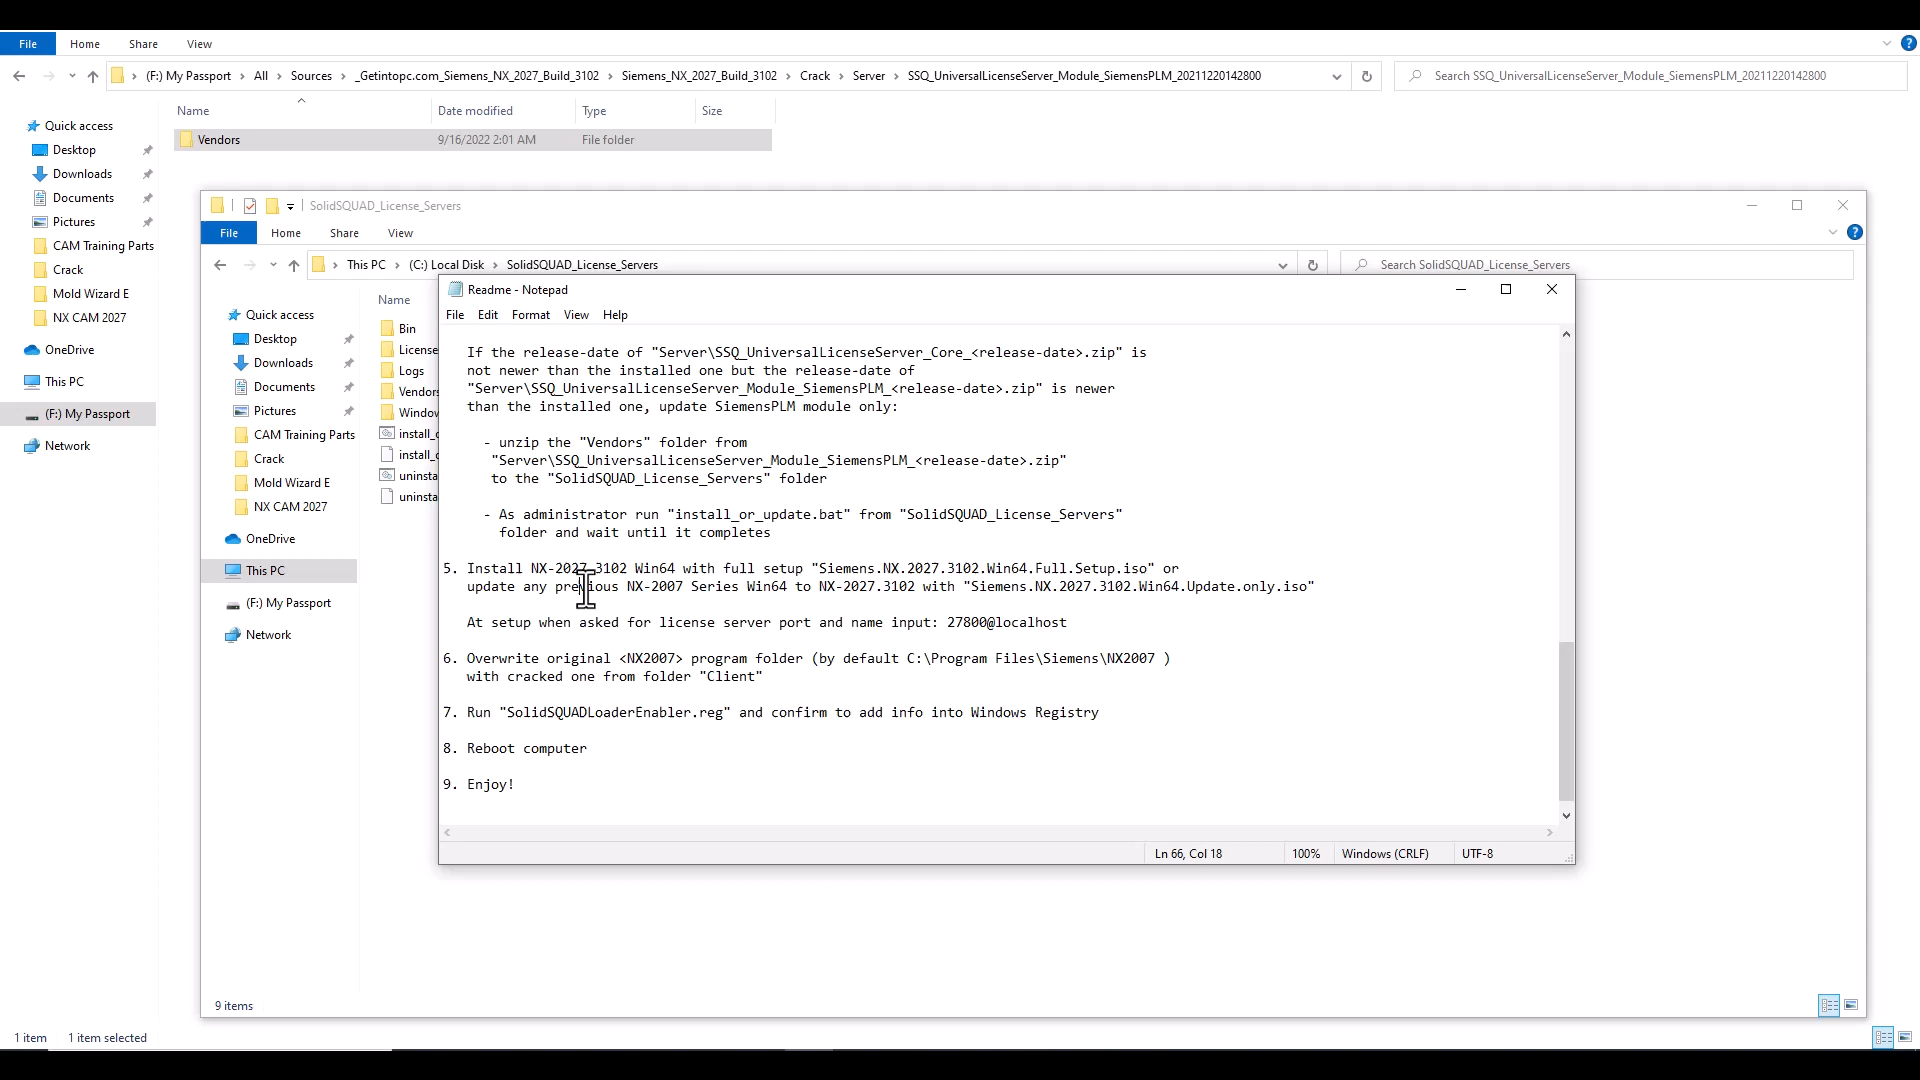 File Home Share View
(F:) My Passport > All > Sources > _Getintopc.com_Siemens_NX_2027_Build_3102 > Siemens_NX_2027_Build_3102 > Crack > Server > SSQ_UniversalLicenseServer_Module_SiemensPLM_20211220142800
Search SSQ_UniversalLicenseServer_Module_SiemensPLM_20211220142800
Name Date modified Type Size
Vendors 9/16/2022 2:01 AM File folder
Quick access
Desktop
Downloads
Documents
Pictures
CAM Training Parts
Crack
Mold Wizard E
NX CAM 2027
OneDrive
This PC
(F:) My Passport
Network
SolidSQUAD_License_Servers
File Home Share View
This PC > (C:) Local Disk > SolidSQUAD_License_Servers
Search SolidSQUAD_License_Servers
Quick access
Desktop
Downloads
Documents
Pictures
CAM Training Parts
Crack
Mold Wizard E
NX CAM 2027
OneDrive
This PC
(F:) My Passport
Network
Name
Bin
License
Logs
Vendors
Window
install_o
install_o
uninsta
uninsta
Readme - Notepad
File Edit Format View Help
If the release-date of "Server\SSQ_UniversalLicenseServer_Core_<release-date>.zip" is
not newer than the installed one but the release-date of
"Server\SSQ_UniversalLicenseServer_Module_SiemensPLM_<release-date>.zip" is newer
than the installed one, update SiemensPLM module only:
- unzip the "Vendors" folder from
"Server\SSQ_UniversalLicenseServer_Module_SiemensPLM_<release-date>.zip"
to the "SolidSQUAD_License_Servers" folder
- As administrator run "install_or_update.bat" from "SolidSQUAD_License_Servers"
folder and wait until it completes
5. Install NX-2027.3102 Win64 with full setup "Siemens.NX.2027.3102.Win64.Full.Setup.iso" or
update any previous NX-2007 Series Win64 to NX-2027.3102 with "Siemens.NX.2027.3102.Win64.Update.only.iso"
At setup when asked for license server port and name input: 27800@localhost
6. Overwrite original <NX2007> program folder (by default C:\Program Files\Siemens\NX2007 )
with cracked one from folder "Client"
7. Run "SolidSQUADLoaderEnabler.reg" and confirm to add info into Windows Registry
8. Reboot computer
9. Enjoy!
Ln 66, Col 18 100% Windows (CRLF) UTF-8
9 items
1 item 1 item selected